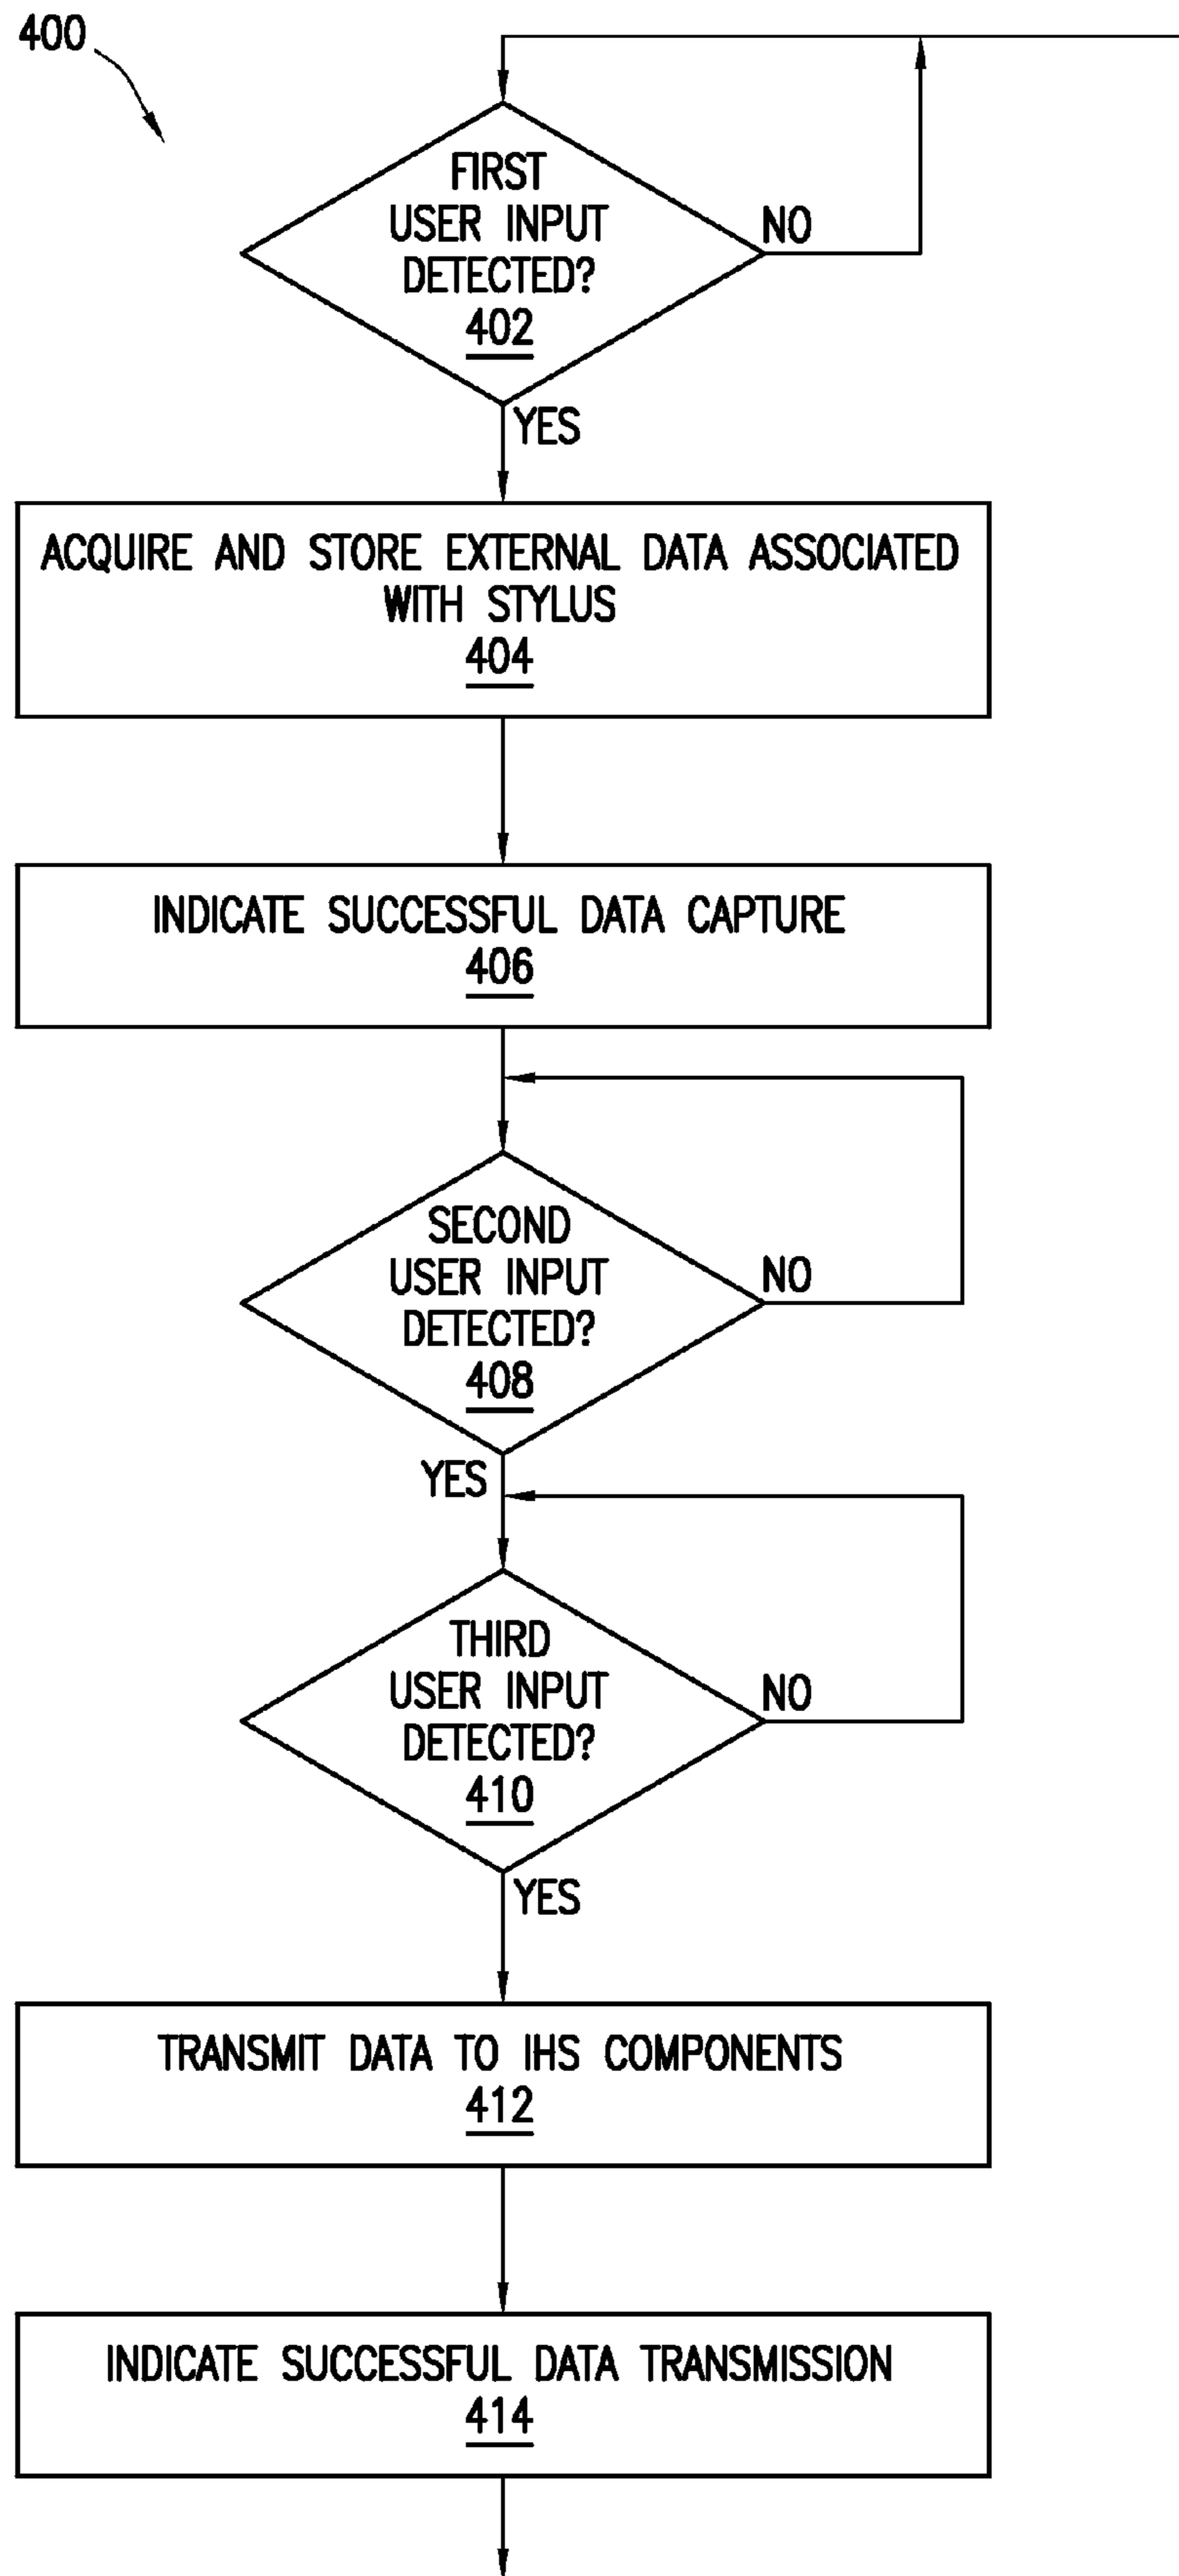 400
FIRST
USER INPUT
DETECTED?
402
NO
YES
ACQUIRE AND STORE EXTERNAL DATA ASSOCIATED
WITH STYLUS
404
INDICATE SUCCESSFUL DATA CAPTURE
406
SECOND
USER INPUT
DETECTED?
408
NO
YES
THIRD
USER INPUT
DETECTED?
410
NO
YES
TRANSMIT DATA TO IHS COMPONENTS
412
INDICATE SUCCESSFUL DATA TRANSMISSION
414